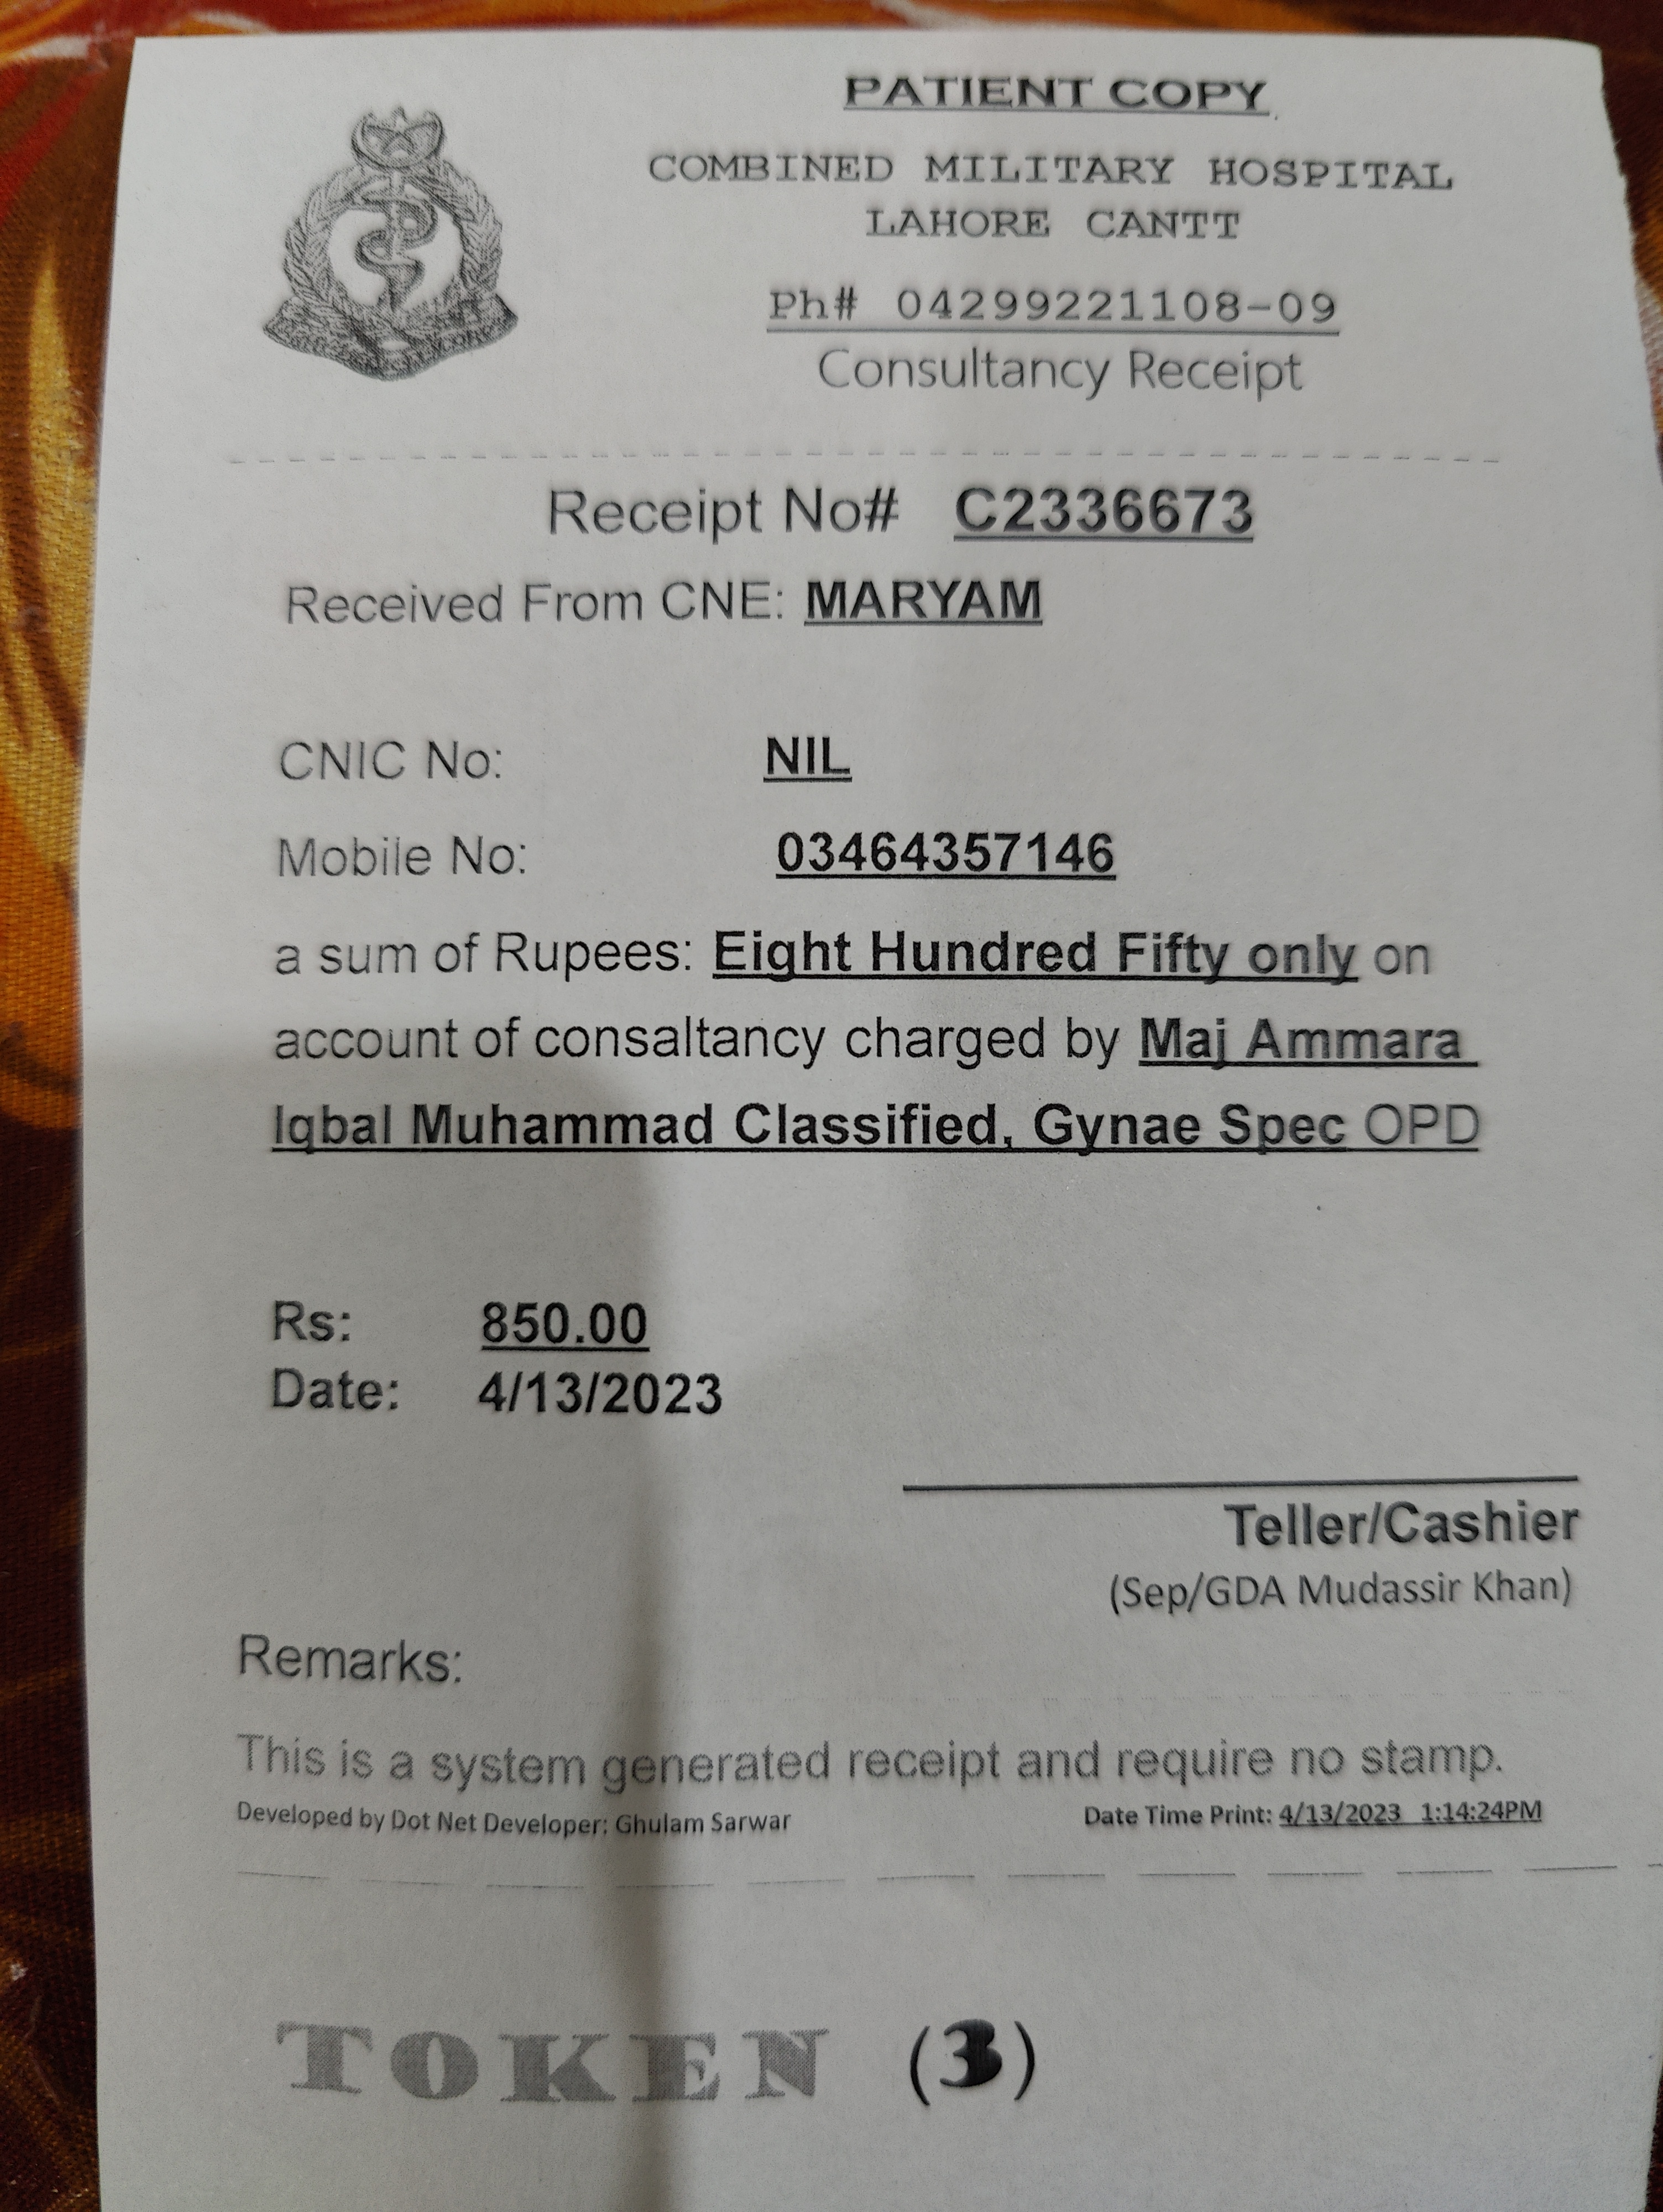 PATIENT COPY
COMBINED MILITARY HOSPITAL
LAHORE CANTT
Ph# 04299221108-09
Consultancy Receipt
Receipt No# C2336673
Received From CNE: MARYAM
CNIC No: NIL
Mobile No: 03464357146
a sum of Rupees: Eight Hundred Fifty only on
account of consaltancy charged by Maj Ammara
Iqbal Muhammad Classified, Gynae Spec OPD
Rs: 850.00
Date: 4/13/2023
Teller/Cashier
(Sep/GDA Mudassir Khan)
Remarks:
This is a system generated receipt and require no stamp.
Developed by Dot Net Developer: Ghulam Sarwar Date Time Print: 4/13/2023 1:14:24PM
TOKEN (3)